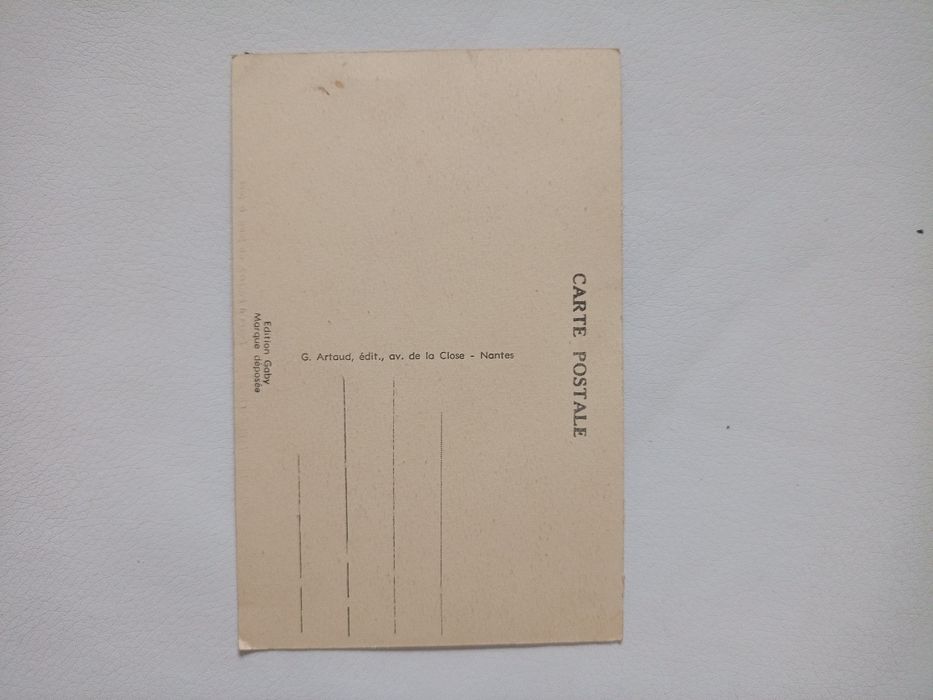 CARTE POSTALE
G. Artaud, édit., av. de la Close - Nantes
Edition Gaby
Marque déposée